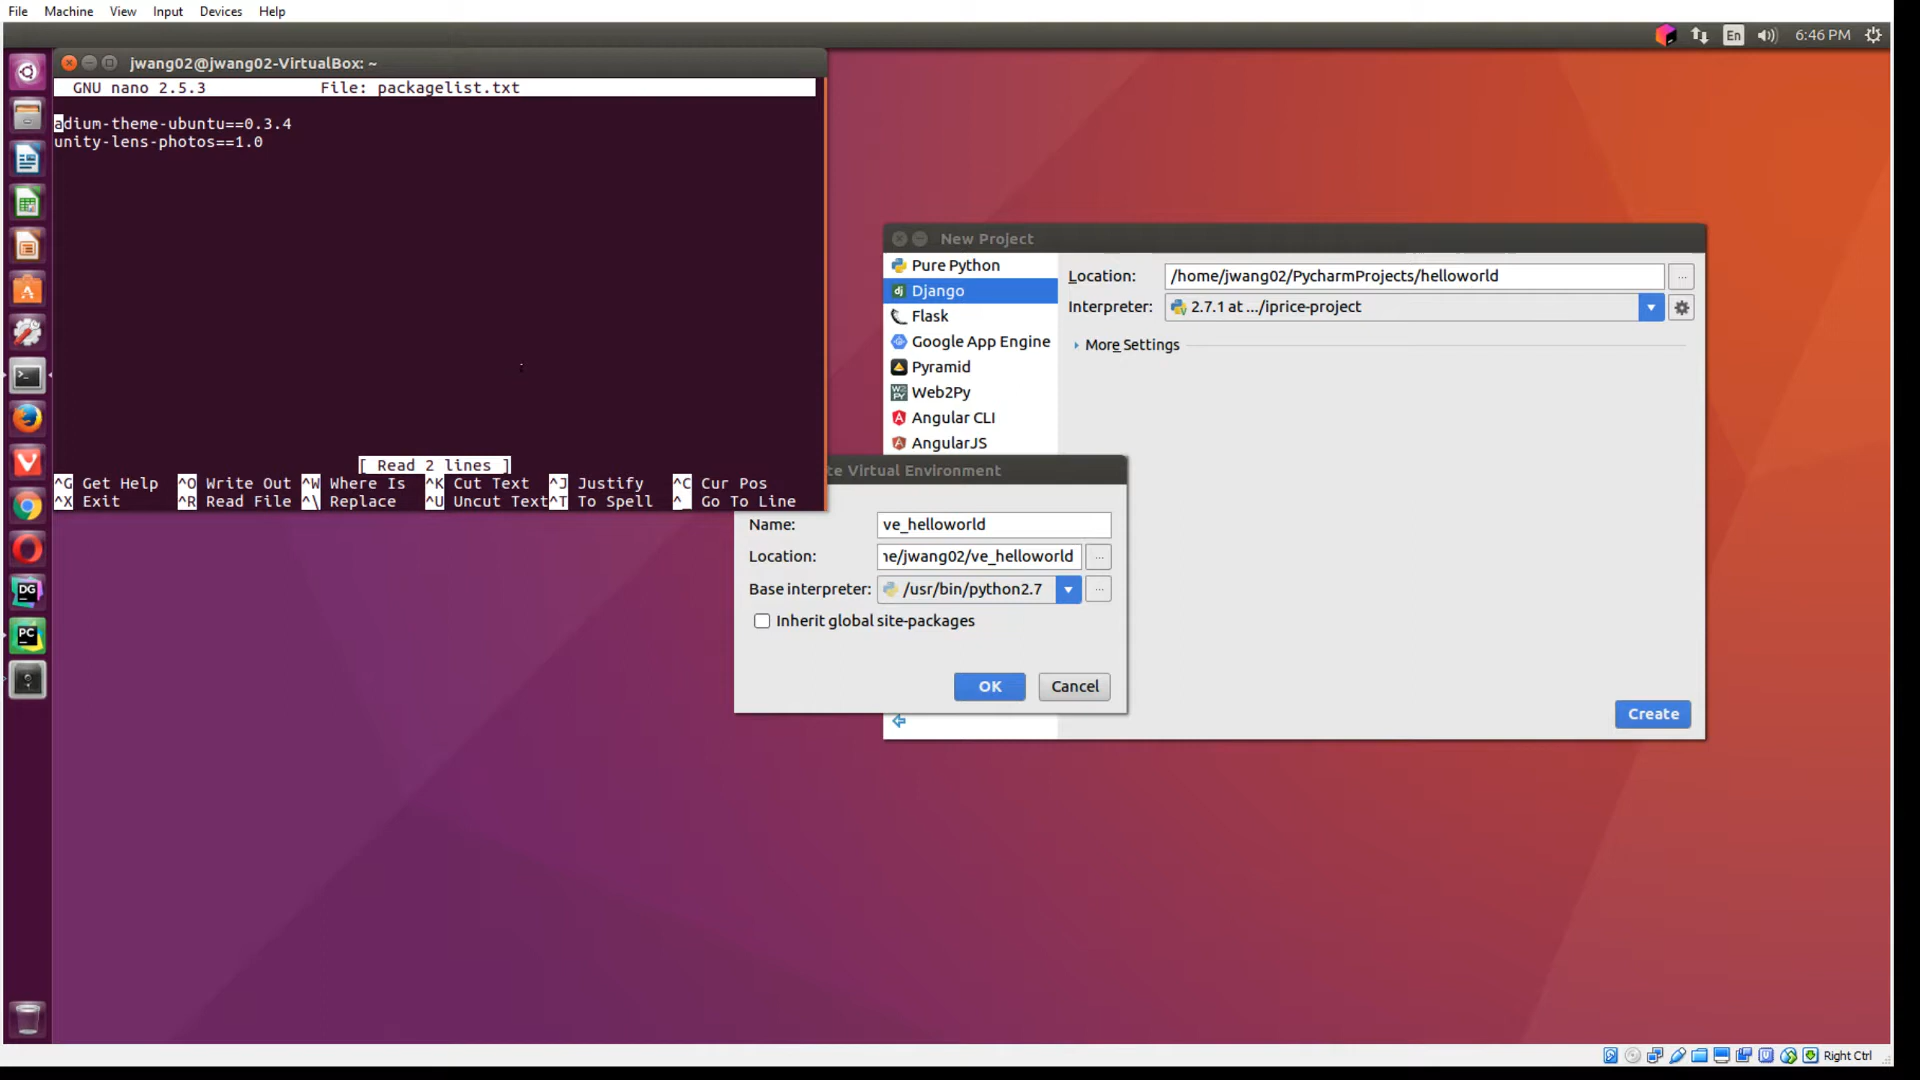 File Machine View Input Devices Help
En 6:46 PM
jwang02@jwang02-VirtualBox: ~
GNU nano 2.5.3 File: packagelist.txt
adium-theme-ubuntu==0.3.4
unity-lens-photos==1.0
[ Read 2 lines ]
^G Get Help ^O Write Out ^W Where Is ^K Cut Text ^J Justify ^C Cur Pos
^X Exit ^R Read File ^\ Replace ^U Uncut Text ^T To Spell ^_ Go To Line
New Project
Pure Python
Django
Flask
Google App Engine
Pyramid
Web2Py
Angular CLI
AngularJS
Location: /home/jwang02/PycharmProjects/helloworld ...
Interpreter: 2.7.1 at .../iprice-project
More Settings
Create
te Virtual Environment
Name: ve_helloworld
Location: ne/jwang02/ve_helloworld ...
Base interpreter: /usr/bin/python2.7 ...
Inherit global site-packages
OK Cancel
DG
PC
Right Ctrl